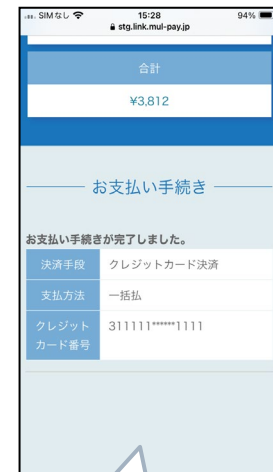 SIMなし 15:28 94%
stg.link.mul-pay.jp
合計
¥3,812
お支払い手続き
お支払い手続きが完了しました。
決済手段 クレジットカード決済
支払方法 一括払
クレジット
カード番号 311111******1111